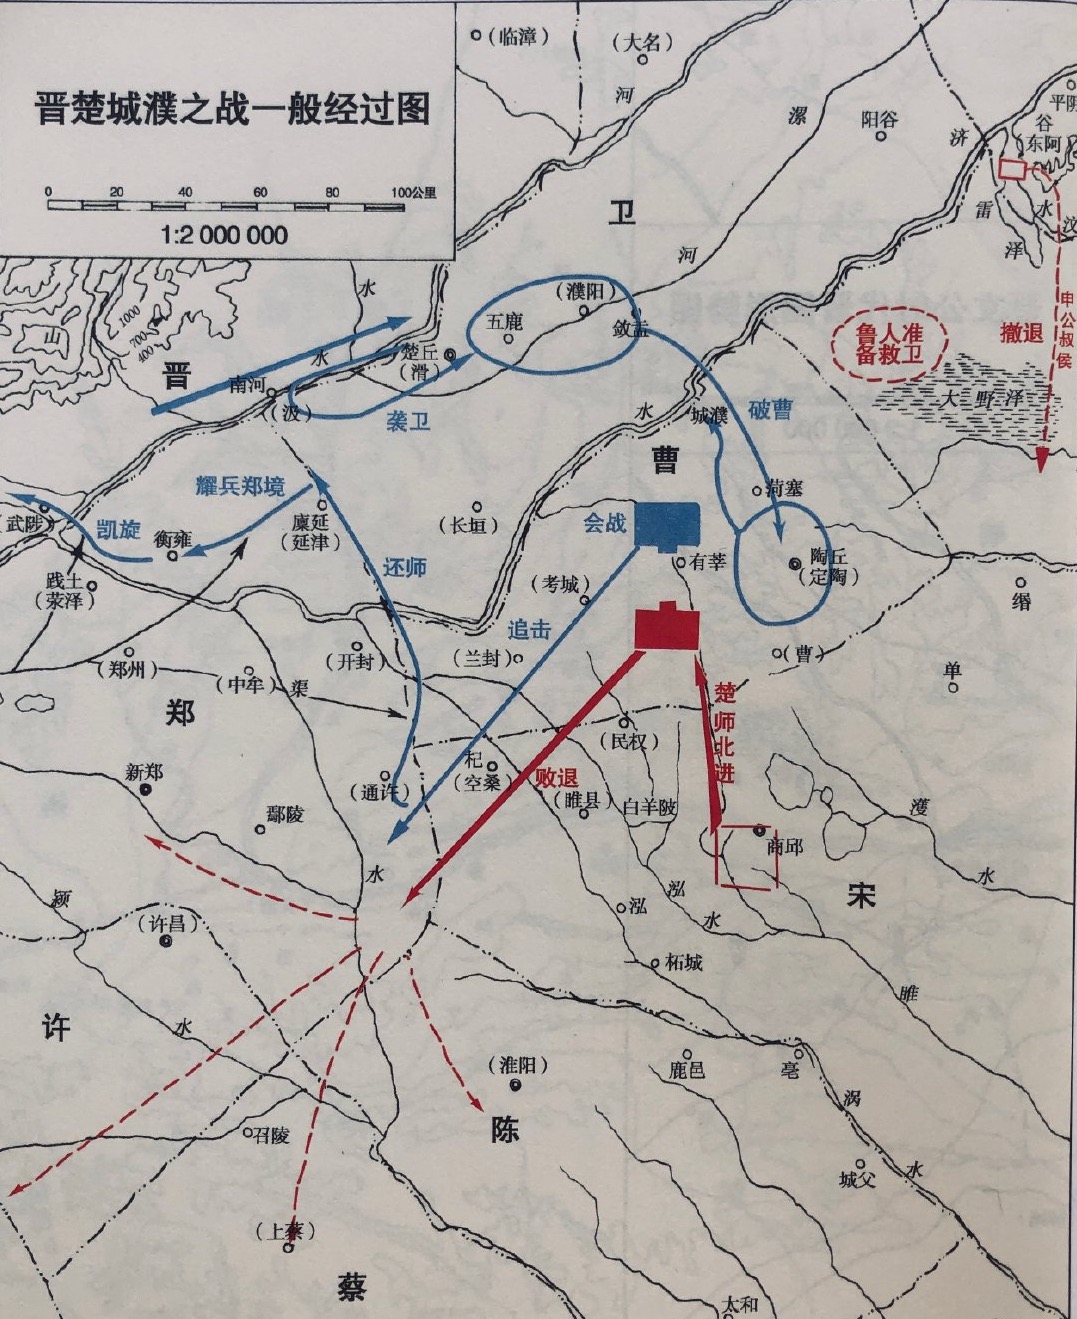 晋楚城濮之战一般经过图
0 20 40 60 80 100公里
1:2 000 000
(临漳)
(大名)
河
漯
阳谷
济
平阴
谷
东阿
水
雷
泽
汶
卫
河
水
1000
700
400
山
晋
南河
(汲)
水
楚丘
(滑)
袭卫
五鹿
(濮阳)
敛盂
鲁人准
备救卫
撤退
申公叔侯
大野泽
水
城濮
破曹
曹
菏塞
陶丘
(定陶)
会战
有莘
(长垣)
耀兵郑境
廪延
(延津)
(武陟)
凯旋
衡雍
践土
(荥泽)
还师
(考城)
追击
(兰封)
(开封)
(郑州)
(中牟)
渠
(曹)
缗
单
郑
新郑
鄢陵
(通许)
杞
(空桑)
败退
(民权)
(睢县)
白羊陂
楚师北进
商邱
濩
水
宋
水
颍
(许昌)
许
水
泓
泓
水
柘城
睢
(淮阳)
陈
鹿邑
亳
涡
水
城父
召陵
(上蔡)
蔡
太和